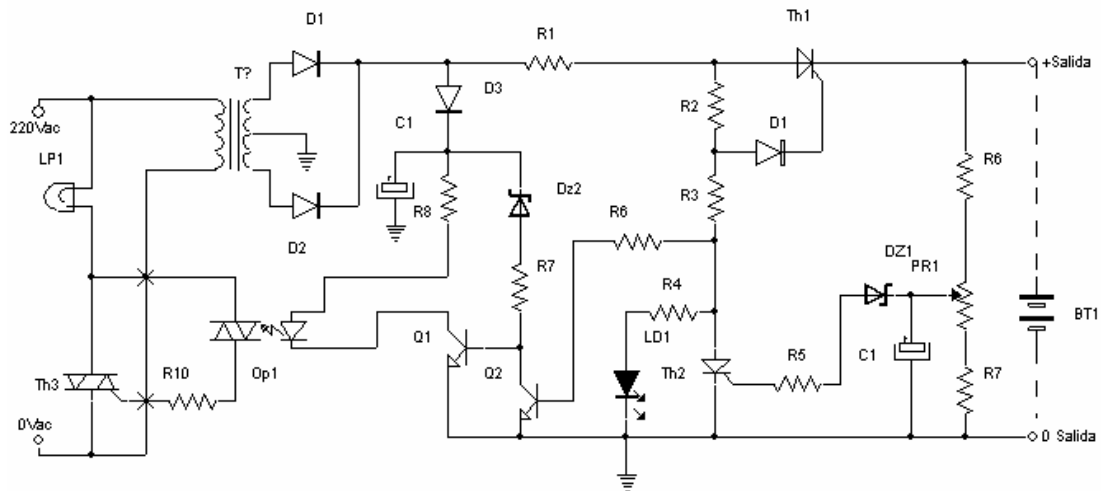 D1
Th1
R1
+Salida
T?
D3
R2
220Vac
C1
D1
LP1
R6
Dz2
R3
R8
R6
D2
DZ1
PR1
R7
R4
BT1
LD1
Q1
R5
C1
Op1
Q2
Th2
R7
Th3
R10
0Vac
0 Salida